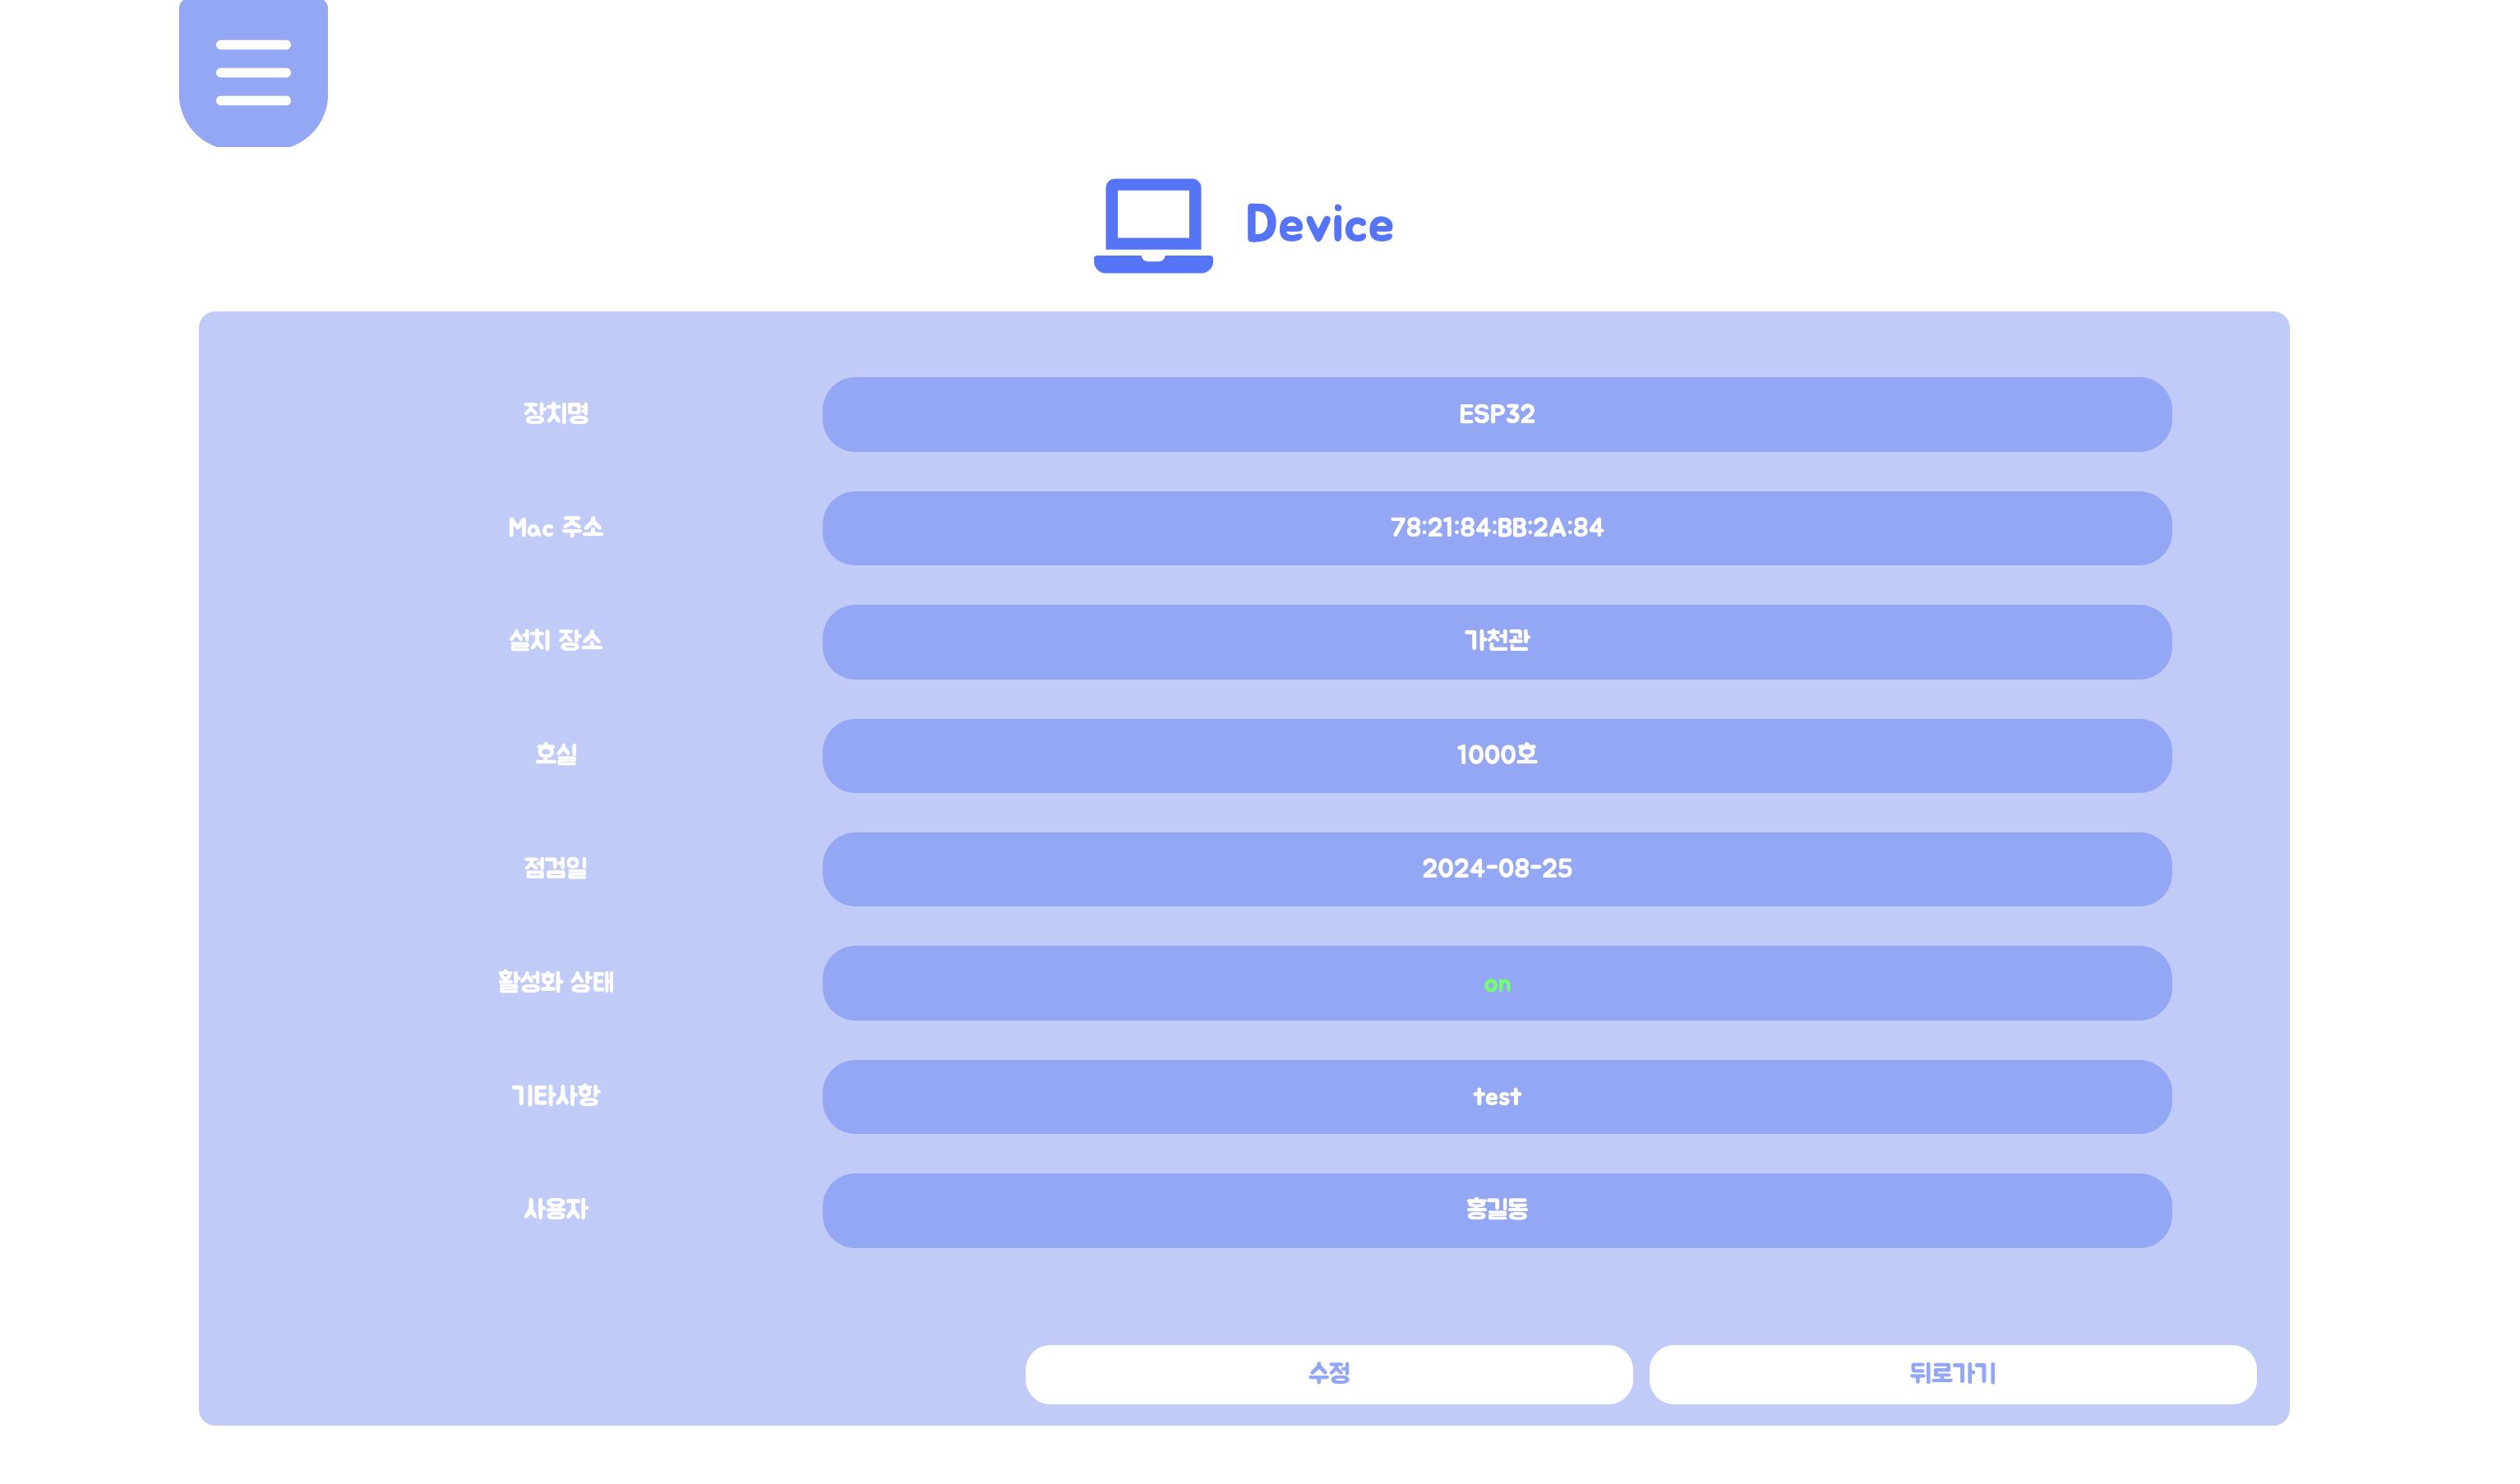 Device
장치명 ESP32
Mac 주소 78:21:84:BB:2A:84
설치 장소 가천관
호실 1000호
점검일 2024-08-25
활성화 상태 on
기타사항 test
사용자 홍길동
수정 뒤로가기